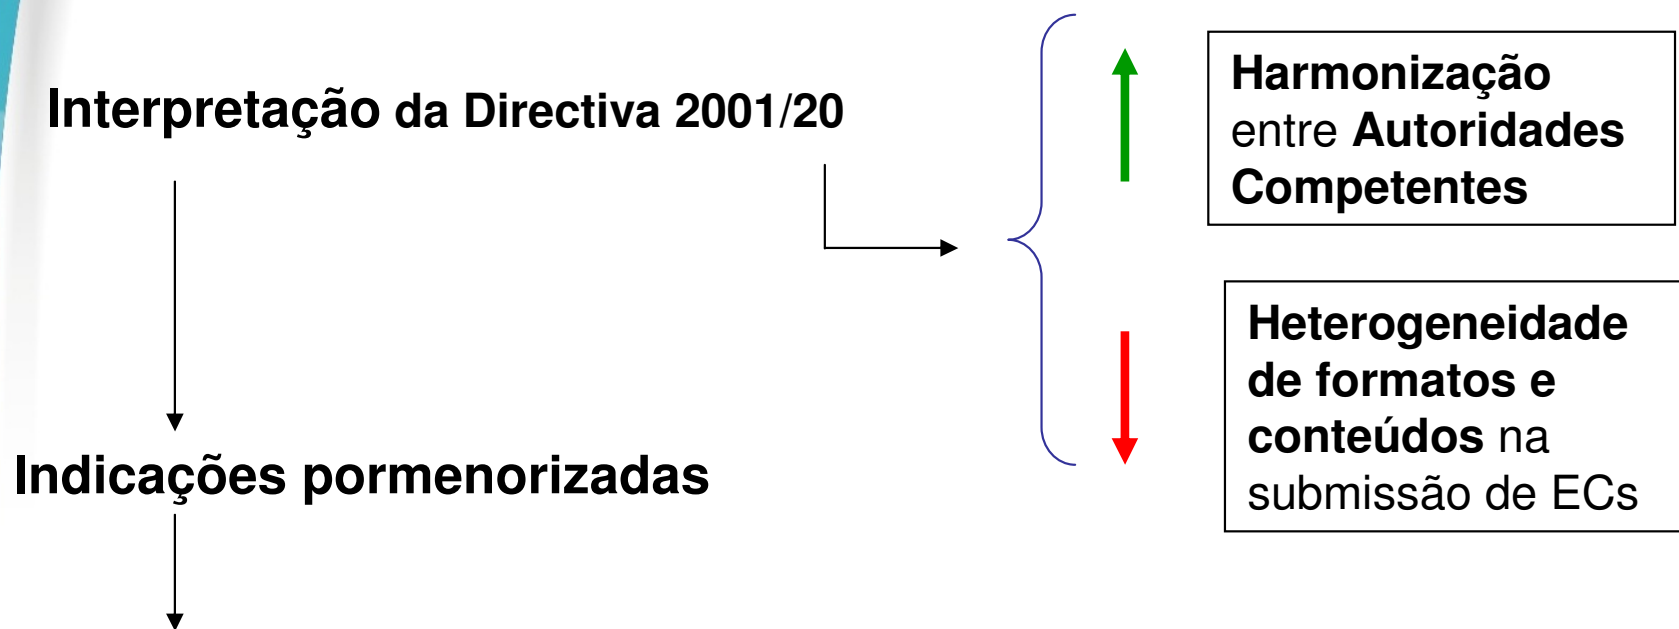 Interpretação da Directiva 2001/20
Harmonização
entre Autoridades
Competentes
Heterogeneidade
de formatos e
conteúdos na
submissão de ECs
Indicações pormenorizadas